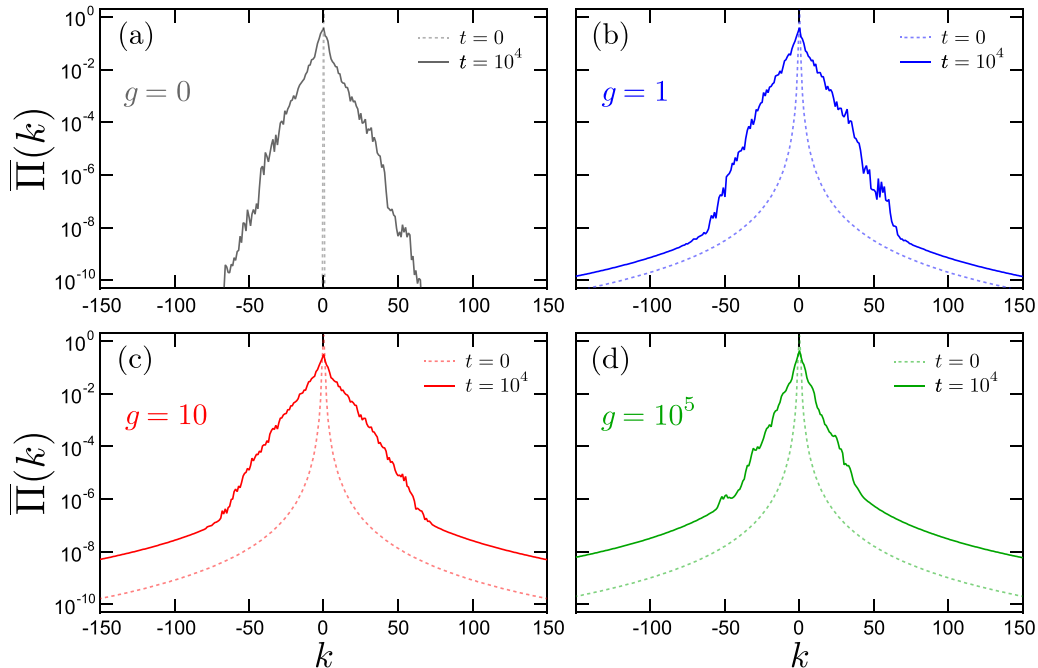 (a)
g = 0
t = 0
t = 10^4
10^0
10^-2
10^-4
10^-6
10^-8
10^-10
-150 -100 -50 0 50 100 150
Π̅(k)
(b)
g = 1
t = 0
t = 10^4
-150 -100 -50 0 50 100 150
(c)
g = 10
t = 0
t = 10^4
10^0
10^-2
10^-4
10^-6
10^-8
10^-10
-150 -100 -50 0 50 100 150
Π̅(k)
k
(d)
g = 10^5
t = 0
t = 10^4
-150 -100 -50 0 50 100 150
k